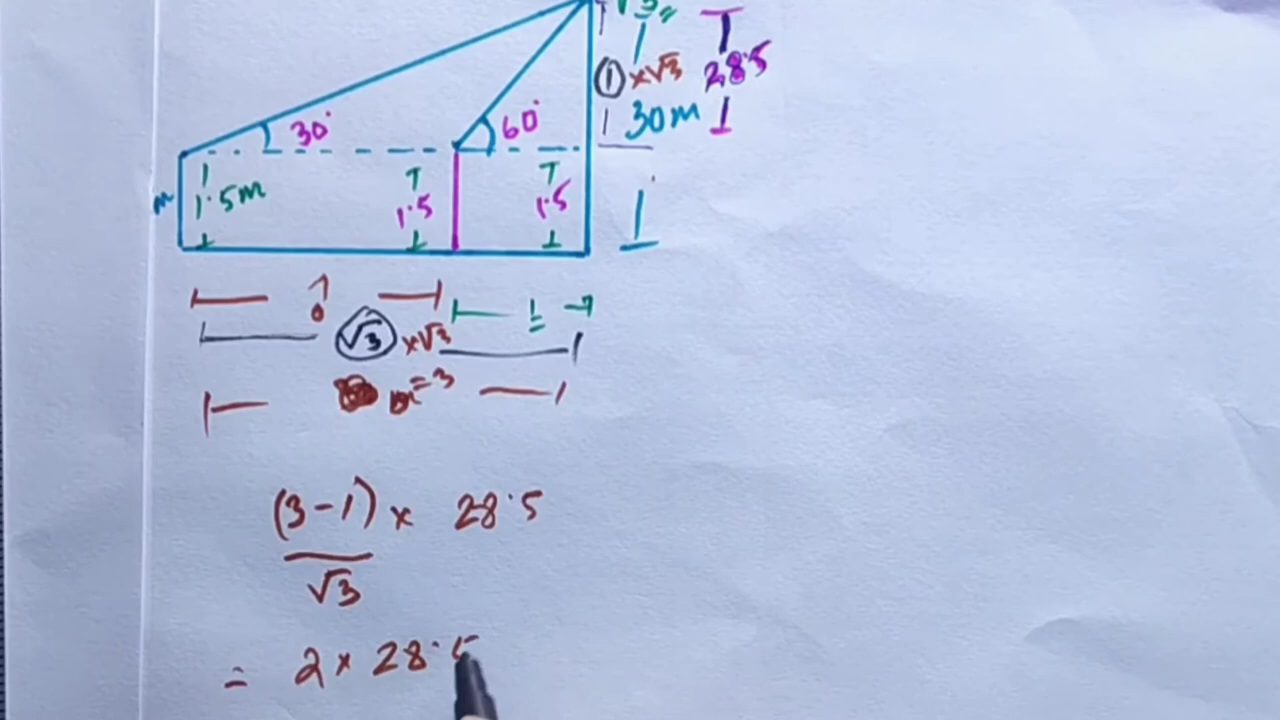 √3
① ×√3 28.5
30° 60° 30m
m 1.5m 1.5 1.5
? 1
√3 ×√3
=3
(3-1) × 28.5
√3
= 2 × 28.5